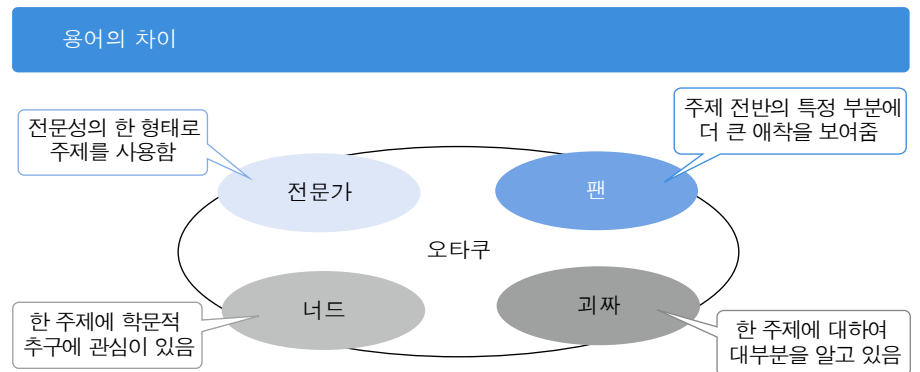 용어의 차이
전문성의 한 형태로
주제를 사용함
주제 전반의 특정 부분에
더 큰 애착을 보여줌
전문가
팬
오타쿠
너드
괴짜
한 주제에 학문적
추구에 관심이 있음
한 주제에 대하여
대부분을 알고 있음